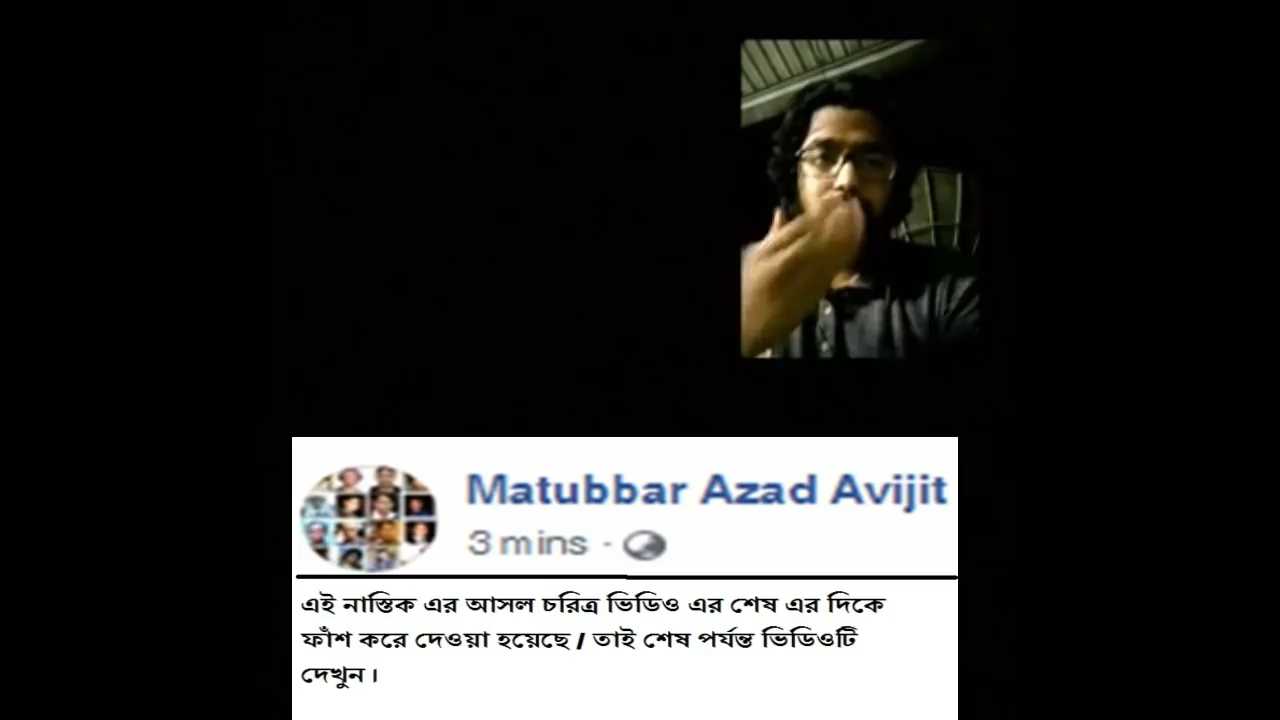 Matubbar Azad Avijit
3 mins ·
এই নাস্তিক এর আসল চরিত্র ভিডিও এর শেষ এর দিকে
ফাঁশ করে দেওয়া হয়েছে / তাই শেষ পর্যন্ত ভিডিওটি
দেখুন।